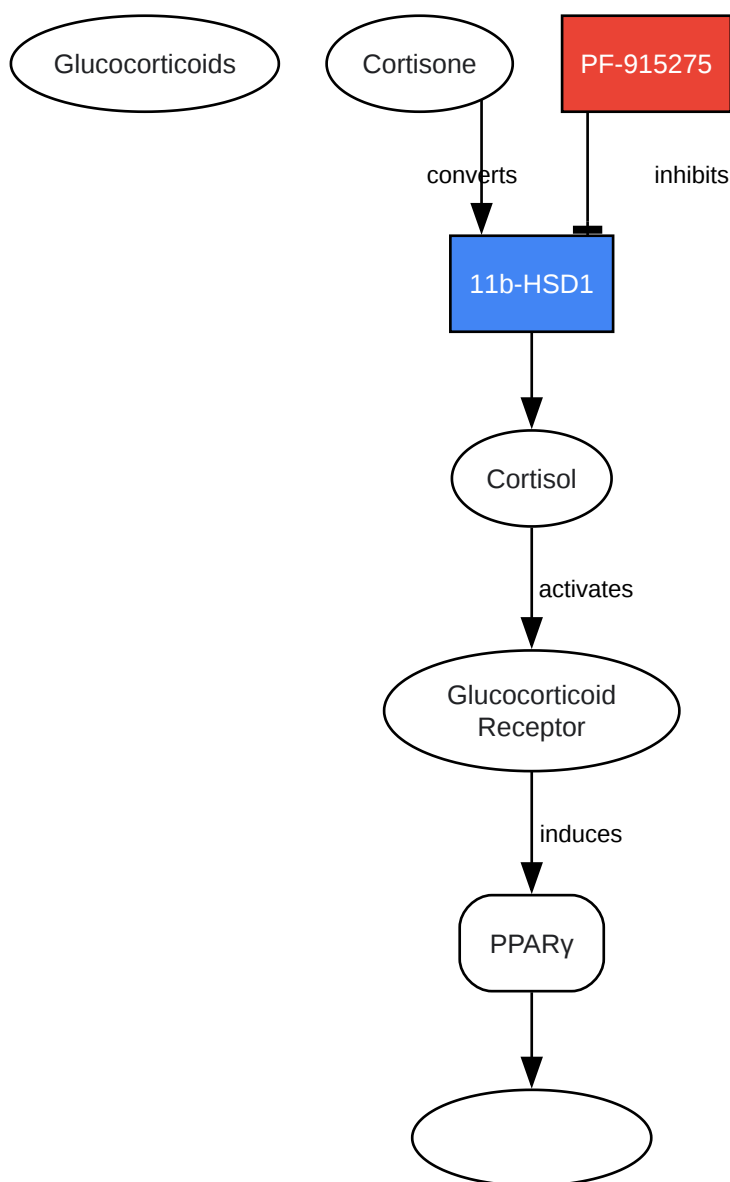 Glucocorticoids
Cortisone
PF-915275
converts
inhibits
11b-HSD1
Cortisol
activates
Glucocorticoid
Receptor
induces
PPARγ